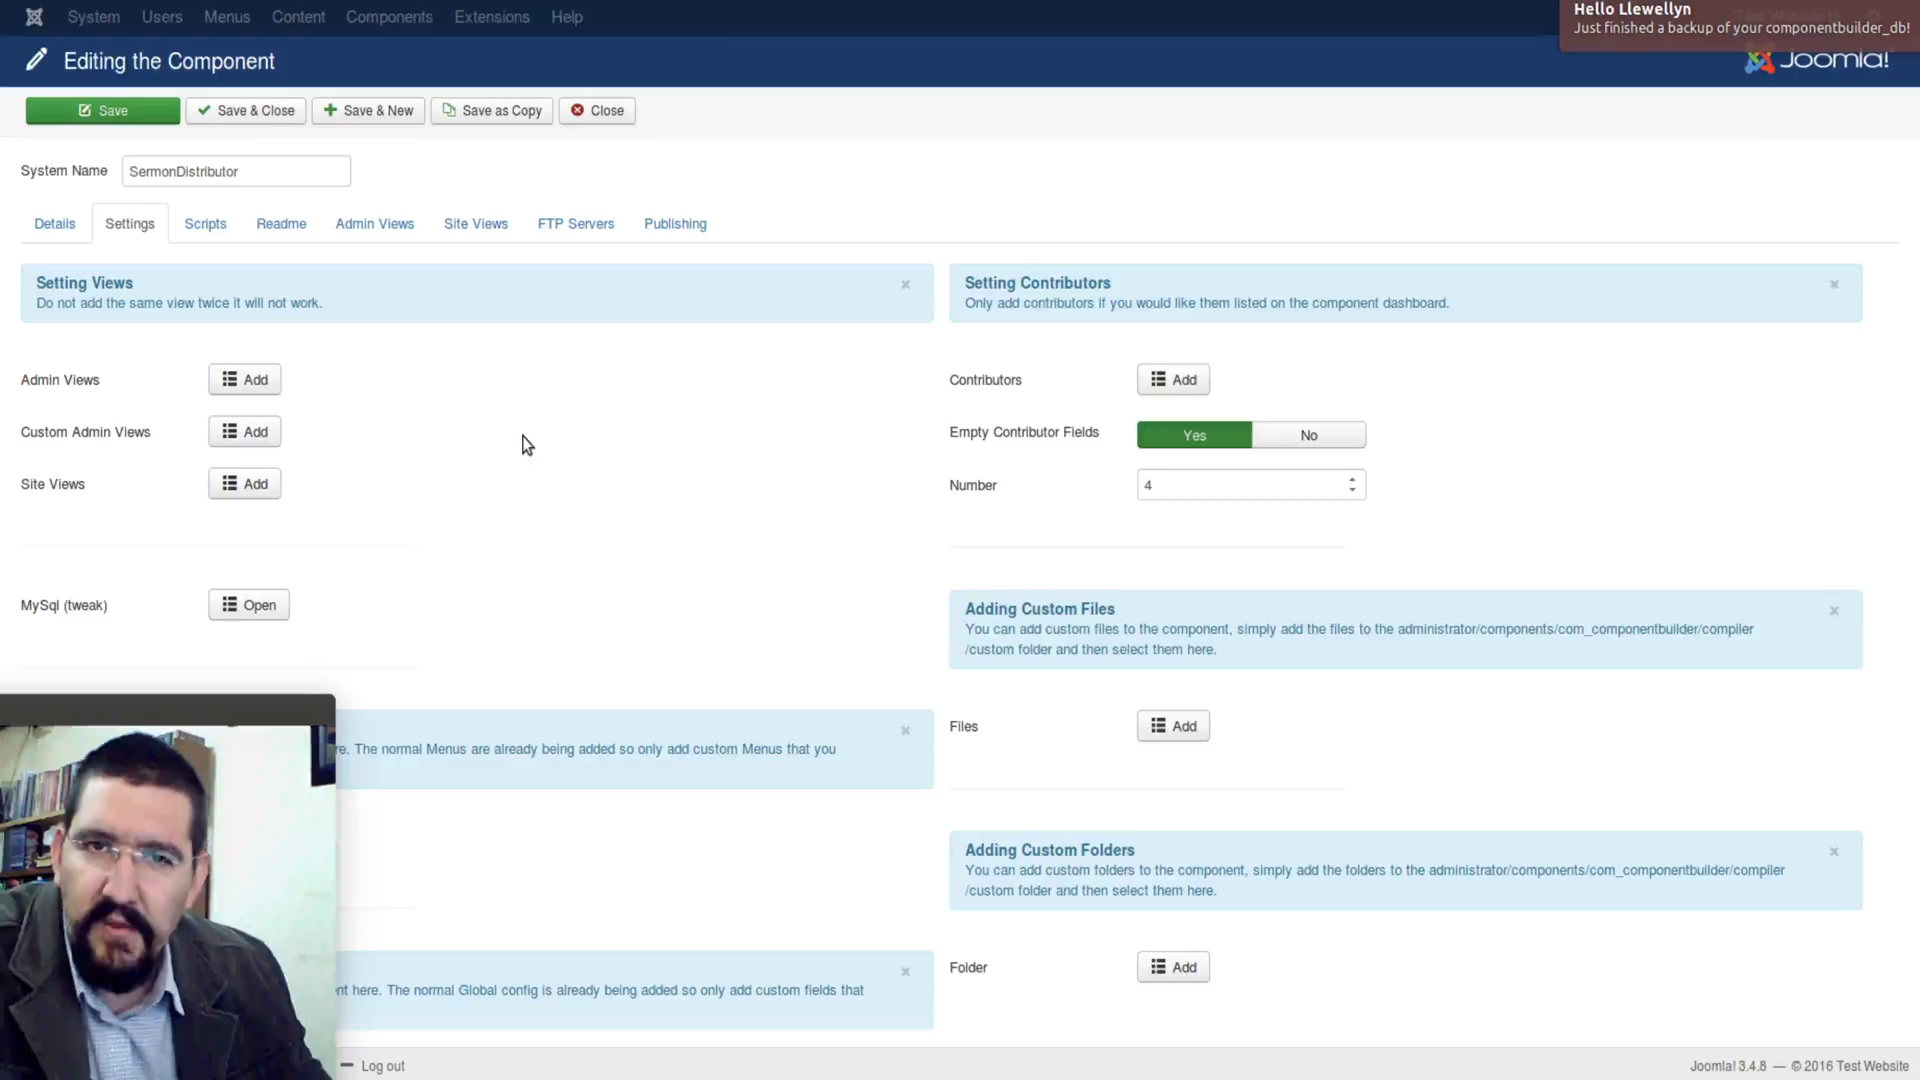 System Users Menus Content Components Extensions Help
Hello Llewellyn
Just finished a backup of your componentbuilder_db!
Editing the Component
Joomla!
Save
Save & Close
Save & New
Save as Copy
Close
System Name
SermonDistributor
Details
Settings
Scripts
Readme
Admin Views
Site Views
FTP Servers
Publishing
Setting Views
Do not add the same view twice it will not work.
Admin Views
Add
Custom Admin Views
Add
Site Views
Add
MySql (tweak)
Open
re. The normal Menus are already being added so only add custom Menus that you
nt here. The normal Global config is already being added so only add custom fields that
Setting Contributors
Only add contributors if you would like them listed on the component dashboard.
Contributors
Add
Empty Contributor Fields
Yes
No
Number
4
Adding Custom Files
You can add custom files to the component, simply add the files to the administrator/components/com_componentbuilder/compiler
/custom folder and then select them here.
Files
Add
Adding Custom Folders
You can add custom folders to the component, simply add the folders to the administrator/components/com_componentbuilder/compiler
/custom folder and then select them here.
Folder
Add
Log out
Joomla! 3.4.8 — © 2016 Test Website